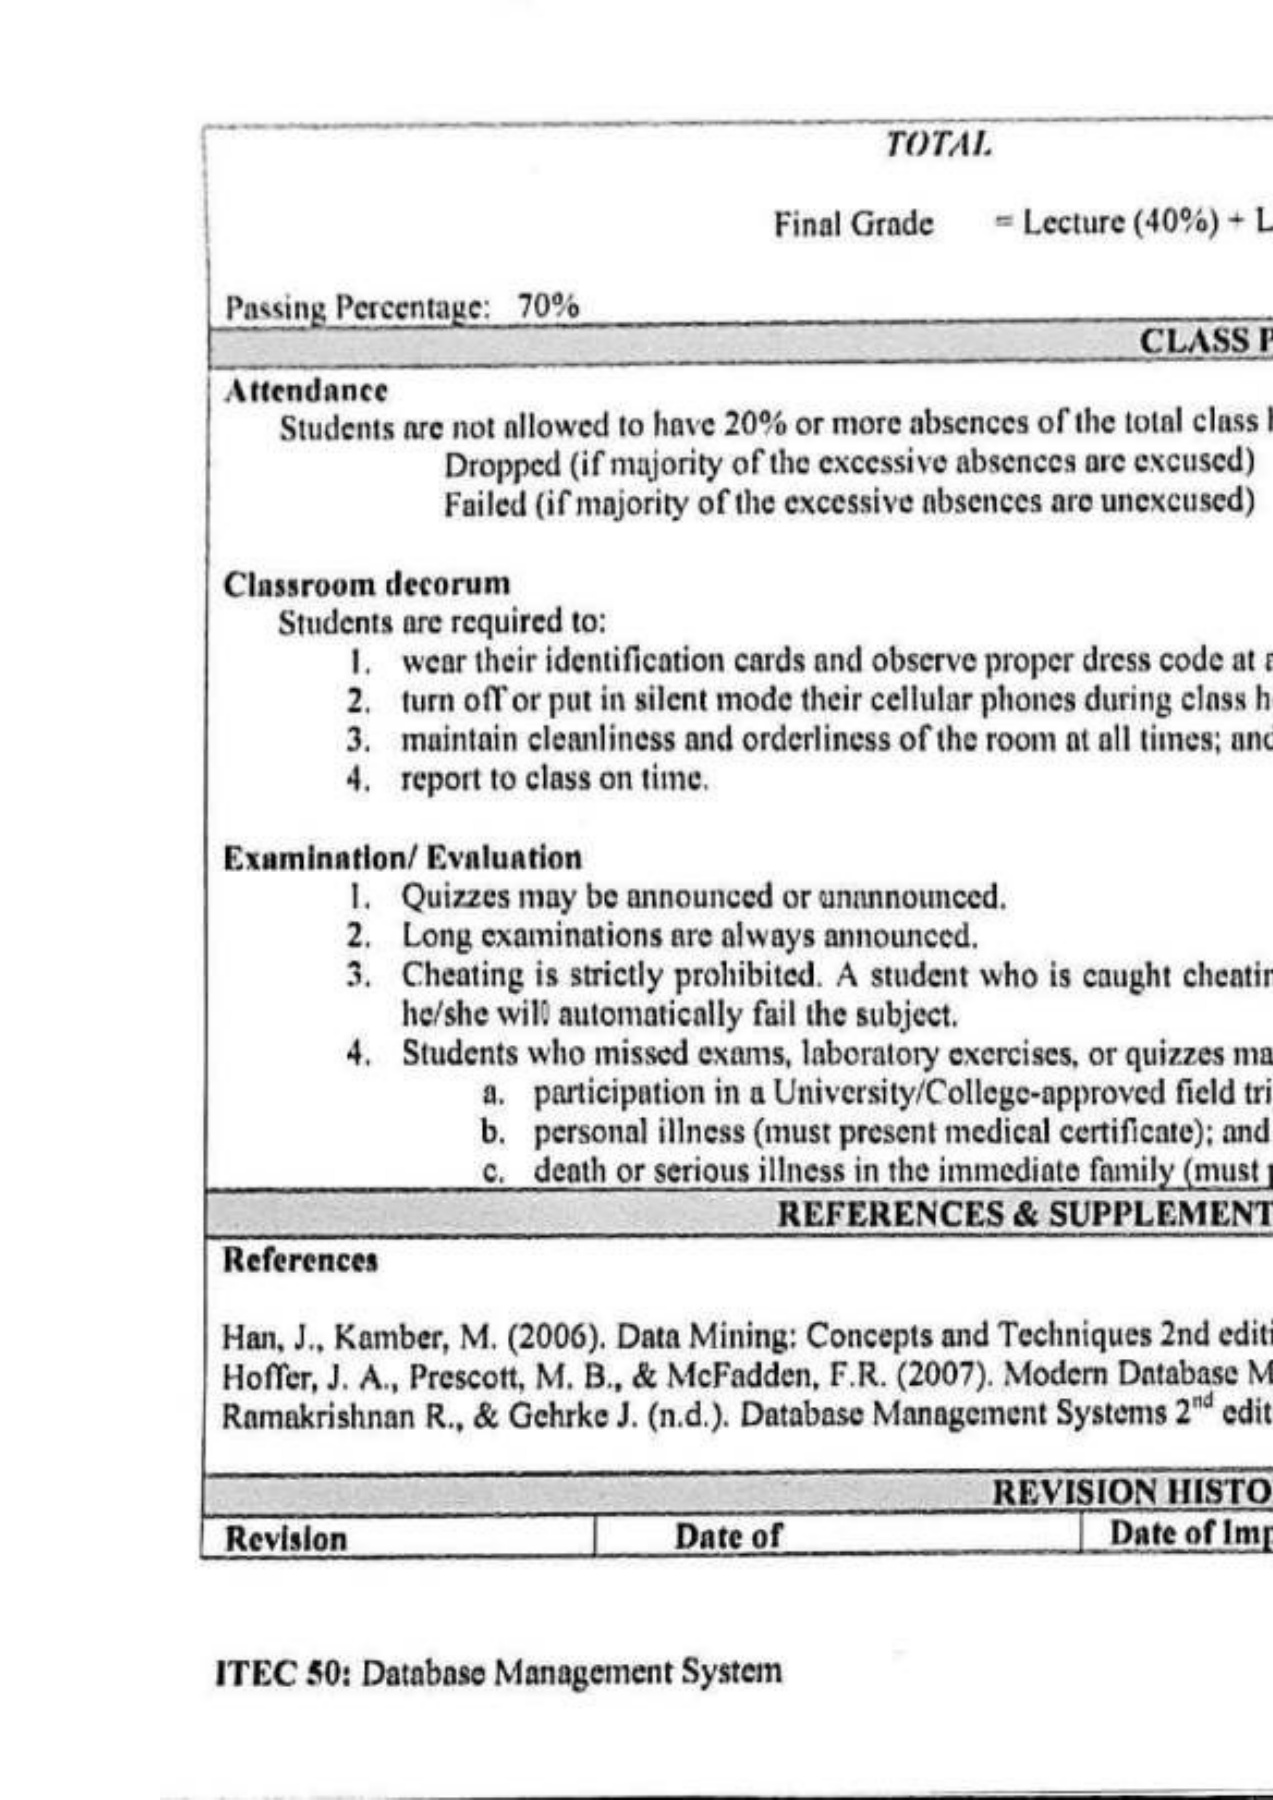 TOTAL
Final Grade = Lecture (40%) + L
Passing Percentage: 70%
CLASS P
Attendance
Students are not allowed to have 20% or more absences of the total class h
Dropped (if majority of the excessive absences are excused)
Failed (if majority of the excessive absences are unexcused)
Classroom decorum
Students are required to:
1. wear their identification cards and observe proper dress code at a
2. turn off or put in silent mode their cellular phones during class h
3. maintain cleanliness and orderliness of the room at all times; and
4. report to class on time.
Examination/ Evaluation
1. Quizzes may be announced or unannounced.
2. Long examinations are always announced.
3. Cheating is strictly prohibited. A student who is caught cheatin
he/she will automatically fail the subject.
4. Students who missed exams, laboratory exercises, or quizzes ma
a. participation in a University/College-approved field tri
b. personal illness (must present medical certificate); and
c. death or serious illness in the immediate family (must p
REFERENCES & SUPPLEMENT
References
Han, J., Kamber, M. (2006). Data Mining: Concepts and Techniques 2nd editi
Hoffer, J. A., Prescott, M. B., & McFadden, F.R. (2007). Modern Database M
Ramakrishnan R., & Gehrke J. (n.d.). Database Management Systems 2nd edit
REVISION HISTO
Revision Date of Date of Imp
ITEC 50: Database Management System